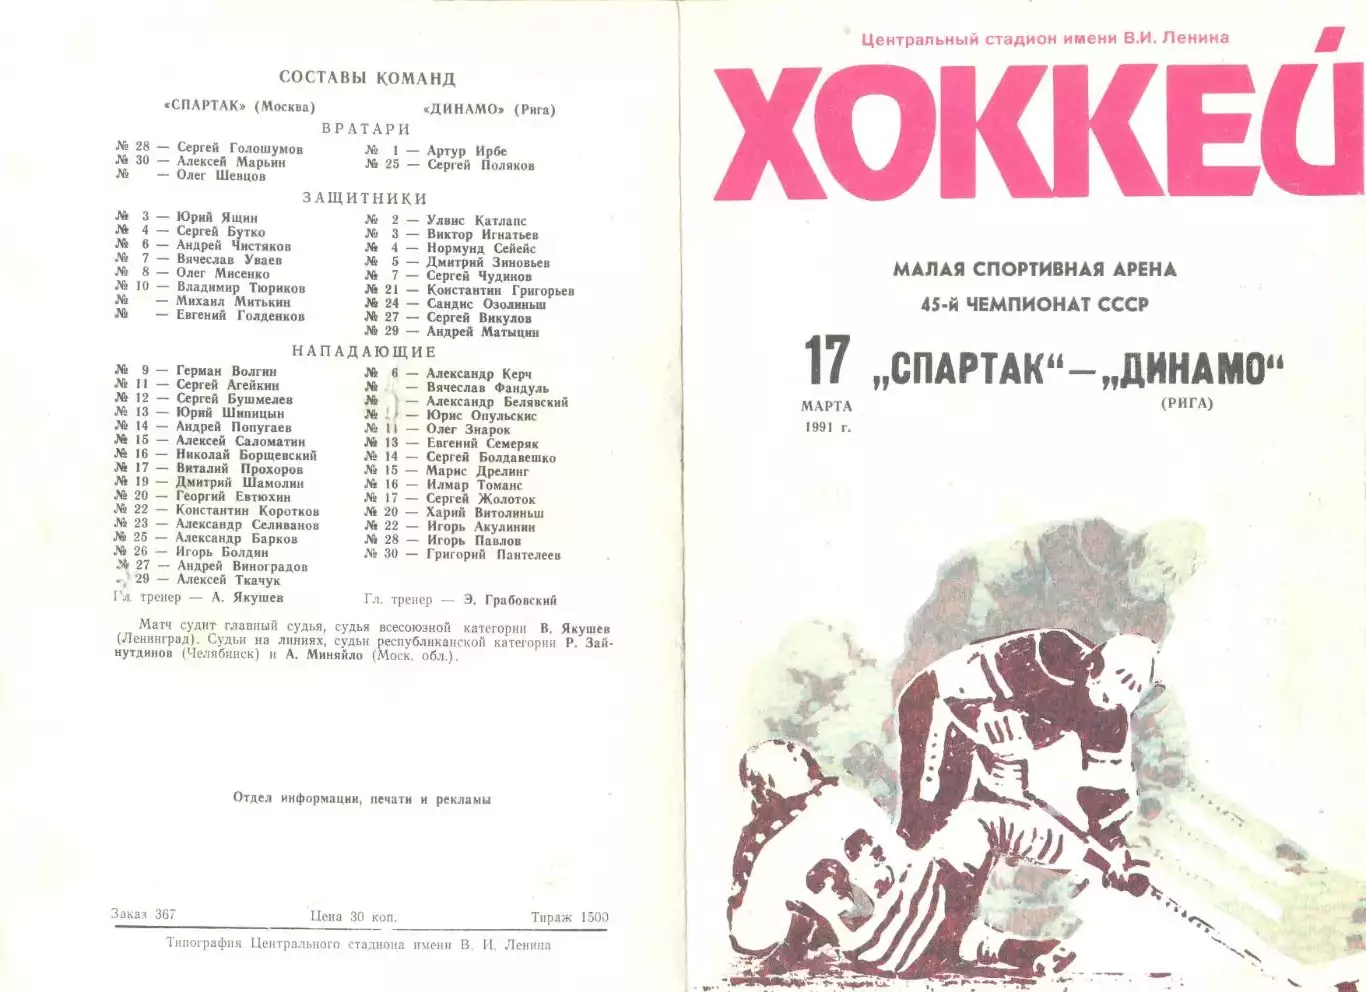 СОСТАВЫ КОМАНД
«СПАРТАК» (Москва) «ДИНАМО» (Рига)
ВРАТАРИ
№ 28 — Сергей Голошумов № 1 — Артур Ирбе
№ 30 — Алексей Марьин № 25 — Сергей Поляков
№ — Олег Шевцов
ЗАЩИТНИКИ
№ 3 — Юрий Ящин № 2 — Улвис Катлапс
№ 4 — Сергей Бутко № 3 — Виктор Игнатьев
№ 6 — Андрей Чистяков № 4 — Нормунд Сейейс
№ 7 — Вячеслав Уваев № 5 — Дмитрий Зиновьев
№ 8 — Олег Мисенко № 7 — Сергей Чудинов
№ 10 — Владимир Тюриков № 21 — Константин Григорьев
№ — Михаил Митькин № 24 — Сандис Озолиньш
№ — Евгений Голденков № 27 — Сергей Викулов
№ 29 — Андрей Матыцин
НАПАДАЮЩИЕ
№ 9 — Герман Волгин № 6 — Александр Керч
№ 11 — Сергей Агейкин № — Вячеслав Фандуль
№ 12 — Сергей Бушмелев № — Александр Белявский
№ 13 — Юрий Шипицын № — Юрис Опульскис
№ 14 — Андрей Попугаев № 11 — Олег Знарок
№ 15 — Алексей Саломатин № 13 — Евгений Семеряк
№ 16 — Николай Борщевский № 14 — Сергей Болдавешко
№ 17 — Виталий Прохоров № 15 — Марис Дрелинг
№ 19 — Дмитрий Шамолин № 16 — Илмар Томанс
№ 20 — Георгий Евтюхин № 17 — Сергей Жолоток
№ 22 — Константин Коротков № 20 — Харий Витолиньш
№ 23 — Александр Селиванов № 22 — Игорь Акулинин
№ 25 — Александр Барков № 28 — Игорь Павлов
№ 26 — Игорь Болдин № 30 — Григорий Пантелеев
№ 27 — Андрей Виноградов
29 — Алексей Ткачук
Гл. тренер — А. Якушев Гл. тренер — Э. Грабовский
Матч судит главный судья, судья всесоюзной категории В. Якушев
(Ленинград). Судьи на линиях, судьи республиканской категории Р. Зай-
нутдинов (Челябинск) и А. Миняйло (Моск. обл.).
Отдел информации, печати и рекламы
Заказ 367 Цена 30 коп. Тираж 1500
Типография Центрального стадиона имени В. И. Ленина
Центральный стадион имени В.И. Ленина
ХОККЕЙ
МАЛАЯ СПОРТИВНАЯ АРЕНА
45-й ЧЕМПИОНАТ СССР
17 „СПАРТАК“ — „ДИНАМО“
МАРТА (РИГА)
1991 г.